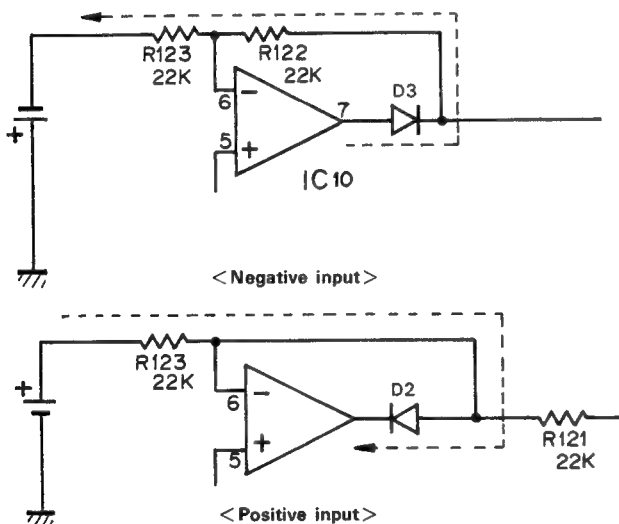 R123
22K
R122
22K
D3
6
−
7
+
5
+
IC10
<Negative input>
R123
22K
+
6
−
D2
+
5
R121
22K
<Positive input>